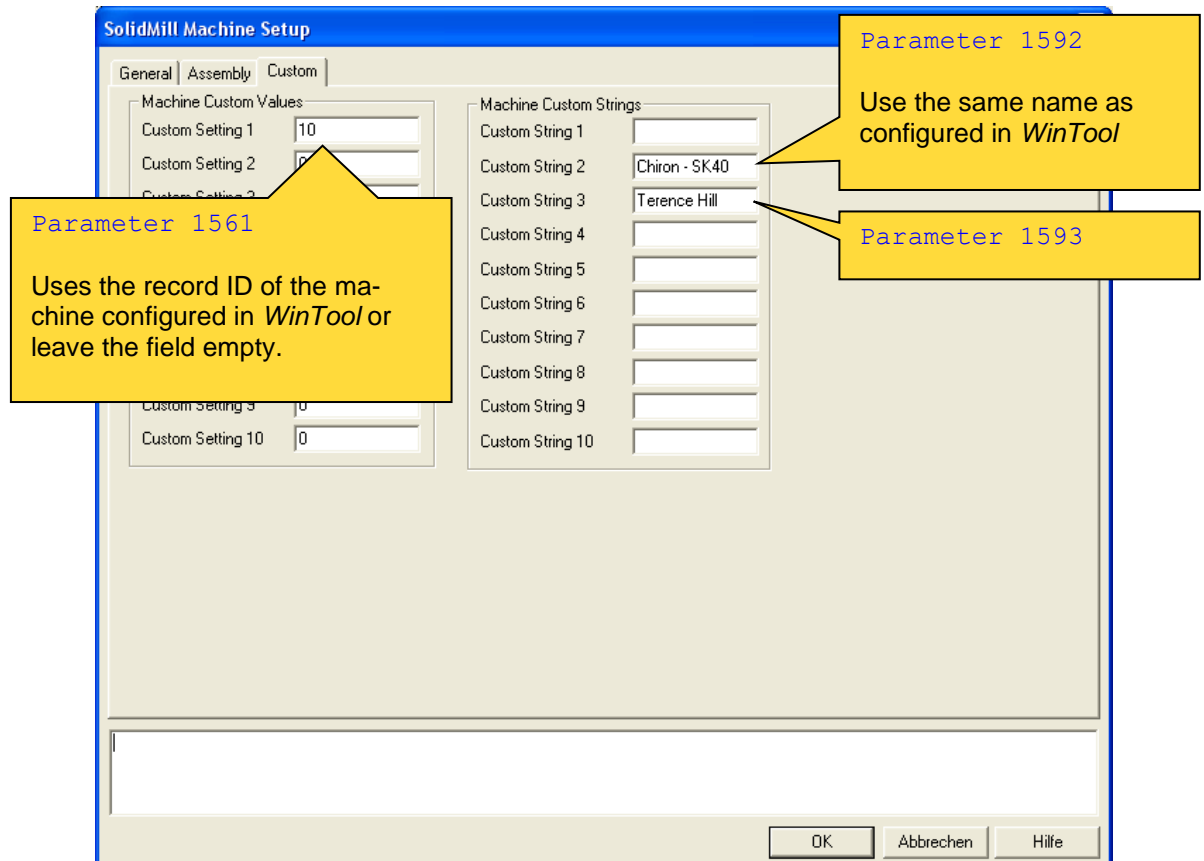 SolidMill Machine Setup
General Assembly Custom
Machine Custom Values
Custom Setting 1 10
Custom Setting 2
Parameter 1561
Uses the record ID of the ma-
chine configured in WinTool or
leave the field empty.
Custom Setting 9 0
Custom Setting 10 0
Machine Custom Strings
Custom String 1
Custom String 2 Chiron - SK40
Custom String 3 Terence Hill
Custom String 4
Custom String 5
Custom String 6
Custom String 7
Custom String 8
Custom String 9
Custom String 10
Parameter 1592
Use the same name as
configured in WinTool
Parameter 1593
OK Abbrechen Hilfe